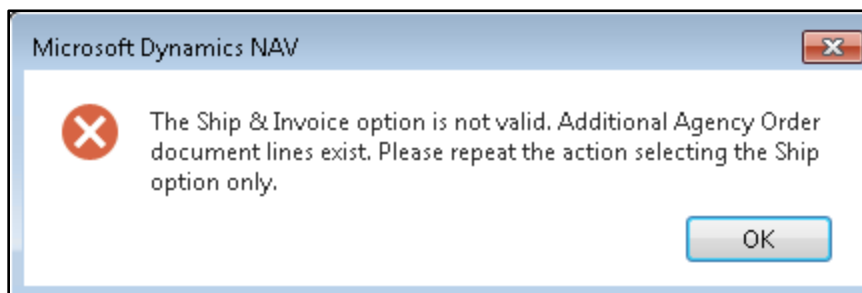 Microsoft Dynamics NAV
The Ship & Invoice option is not valid. Additional Agency Order
document lines exist. Please repeat the action selecting the Ship
option only.
OK